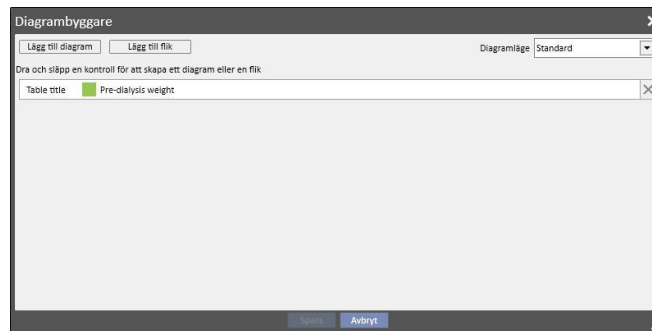 Diagrambyggare
Lägg till diagram Lägg till flik Diagramläge Standard
Dra och släpp en kontroll för att skapa ett diagram eller en flik
Table title Pre-dialysis weight
Spara Avbryt